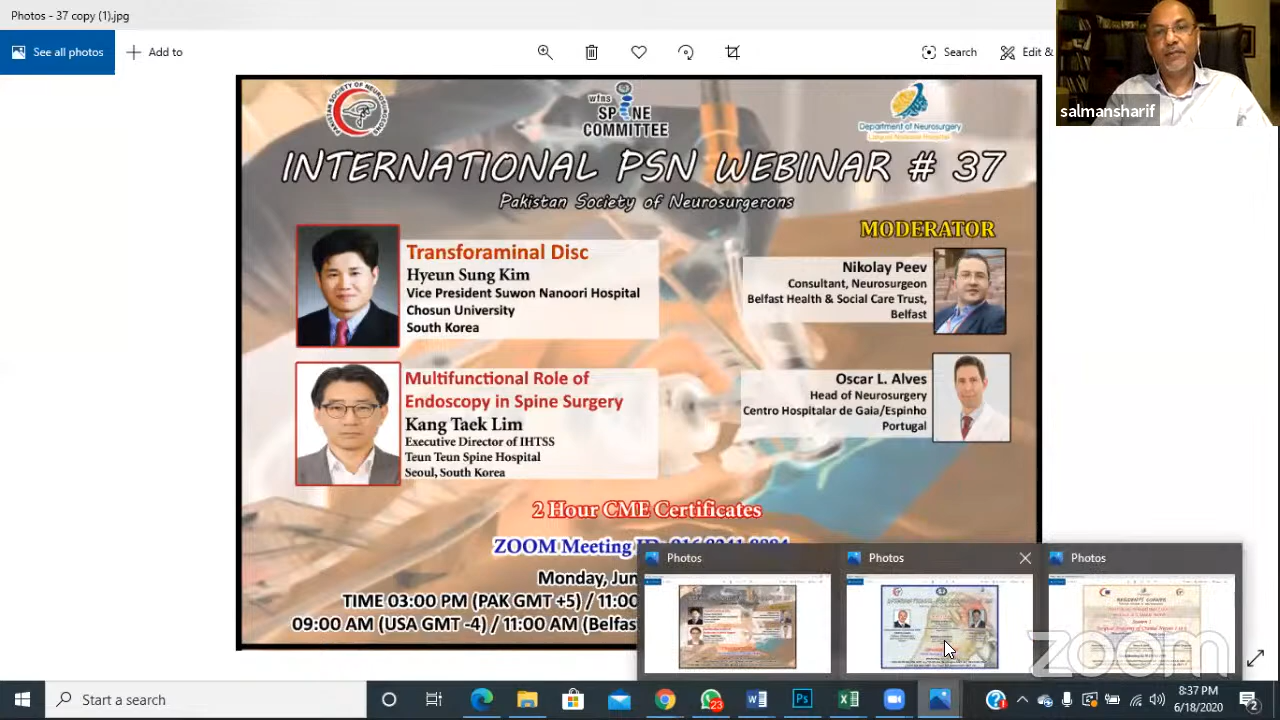 Photos - 37 copy (1).jpg
See all photos
Add to
Search
Edit &
salmansharif
PAKISTAN SOCIETY OF NEUROSURGEONS
wfns
SPINE
COMMITTEE
Department of Neurosurgery
INTERNATIONAL PSN WEBINAR # 37
Pakistan Society of Neurosurgerons
MODERATOR
Transforaminal Disc
Hyeun Sung Kim
Vice President Suwon Nanoori Hospital
Chosun University
South Korea
Nikolay Peev
Consultant, Neurosurgeon
Belfast Health & Social Care Trust,
Belfast
Multifunctional Role of
Endoscopy in Spine Surgery
Kang Taek Lim
Executive Director of IHTSS
Teun Teun Spine Hospital
Seoul, South Korea
Oscar L. Alves
Head of Neurosurgery
Centro Hospitalar de Gaia/Espinho
Portugal
2 Hour CME Certificates
ZOOM Meeting
Monday, Jun
TIME 03:00 PM (PAK GMT +5) / 11:00
09:00 AM (USA GMT -4) / 11:00 AM (Belfas
Photos
Photos
Photos
zoom
Start a search
23
8:37 PM
6/18/2020
2